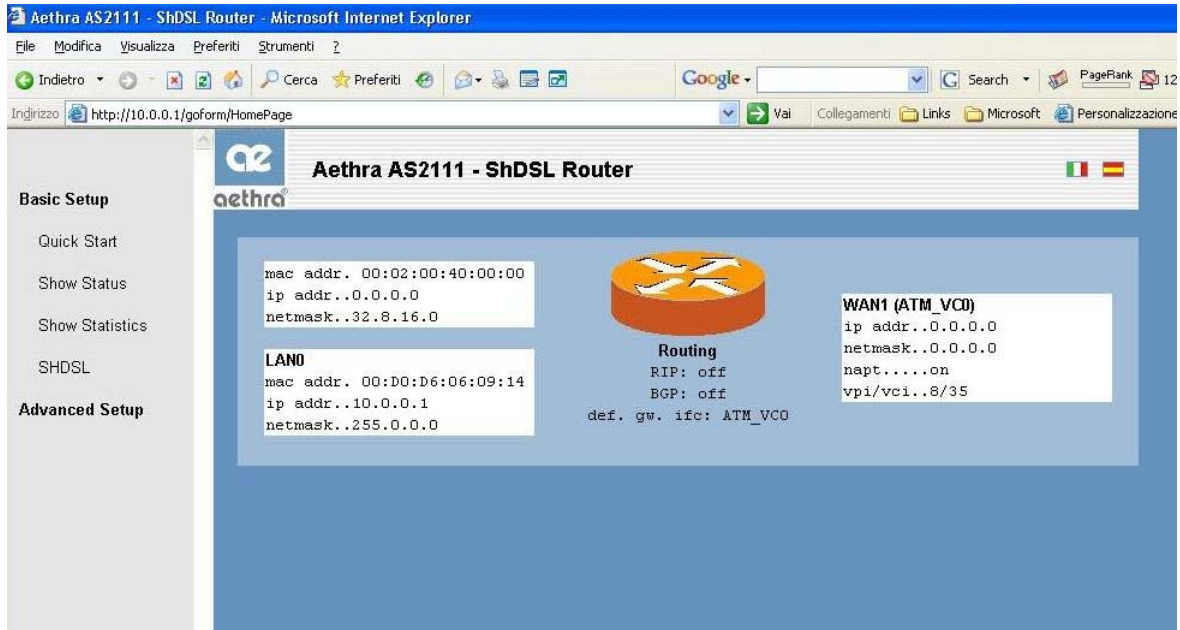 Aethra AS2111 - ShDSL Router - Microsoft Internet Explorer
File Modifica Visualizza Preferiti Strumenti ?
Indietro Cerca Preferiti Google Search PageRank 12
Indirizzo http://10.0.0.1/goform/HomePage Vai Collegamenti Links Microsoft Personalizzazione
ae
aethra®
Aethra AS2111 - ShDSL Router
Basic Setup
Quick Start
Show Status
Show Statistics
SHDSL
Advanced Setup
mac addr. 00:02:00:40:00:00
ip addr..0.0.0.0
netmask..32.8.16.0
LAN0
mac addr. 00:D0:D6:06:09:14
ip addr..10.0.0.1
netmask..255.0.0.0
Routing
RIP: off
BGP: off
def. gw. ifc: ATM_VC0
WAN1 (ATM_VC0)
ip addr..0.0.0.0
netmask..0.0.0.0
napt.....on
vpi/vci..8/35